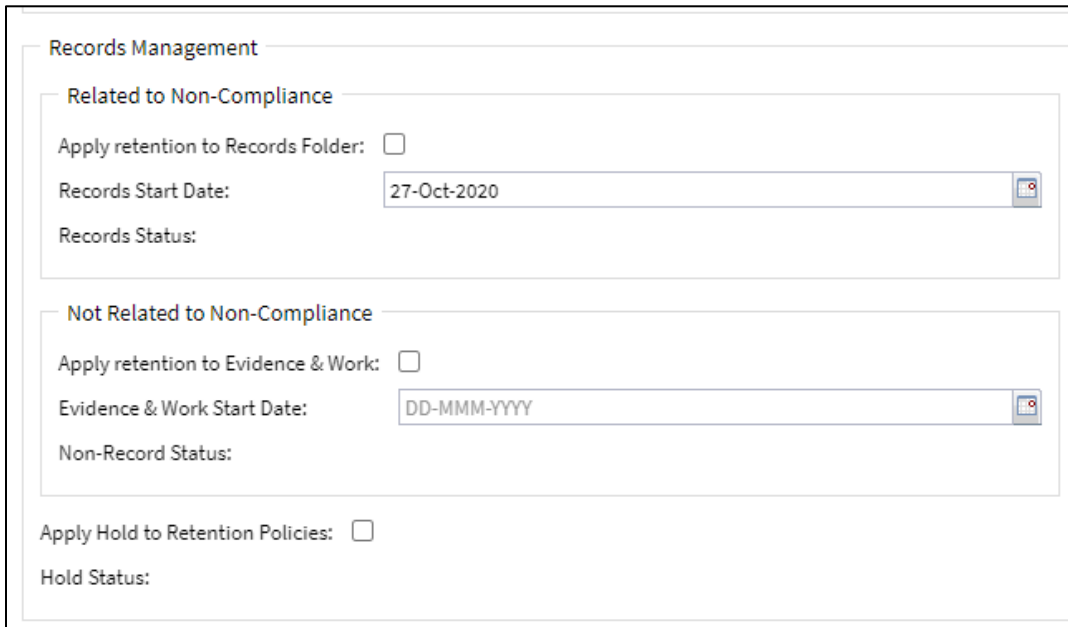 Records Management
Related to Non-Compliance
Apply retention to Records Folder:
Records Start Date: 27-Oct-2020
Records Status:
Not Related to Non-Compliance
Apply retention to Evidence & Work:
Evidence & Work Start Date: DD-MMM-YYYY
Non-Record Status:
Apply Hold to Retention Policies:
Hold Status: